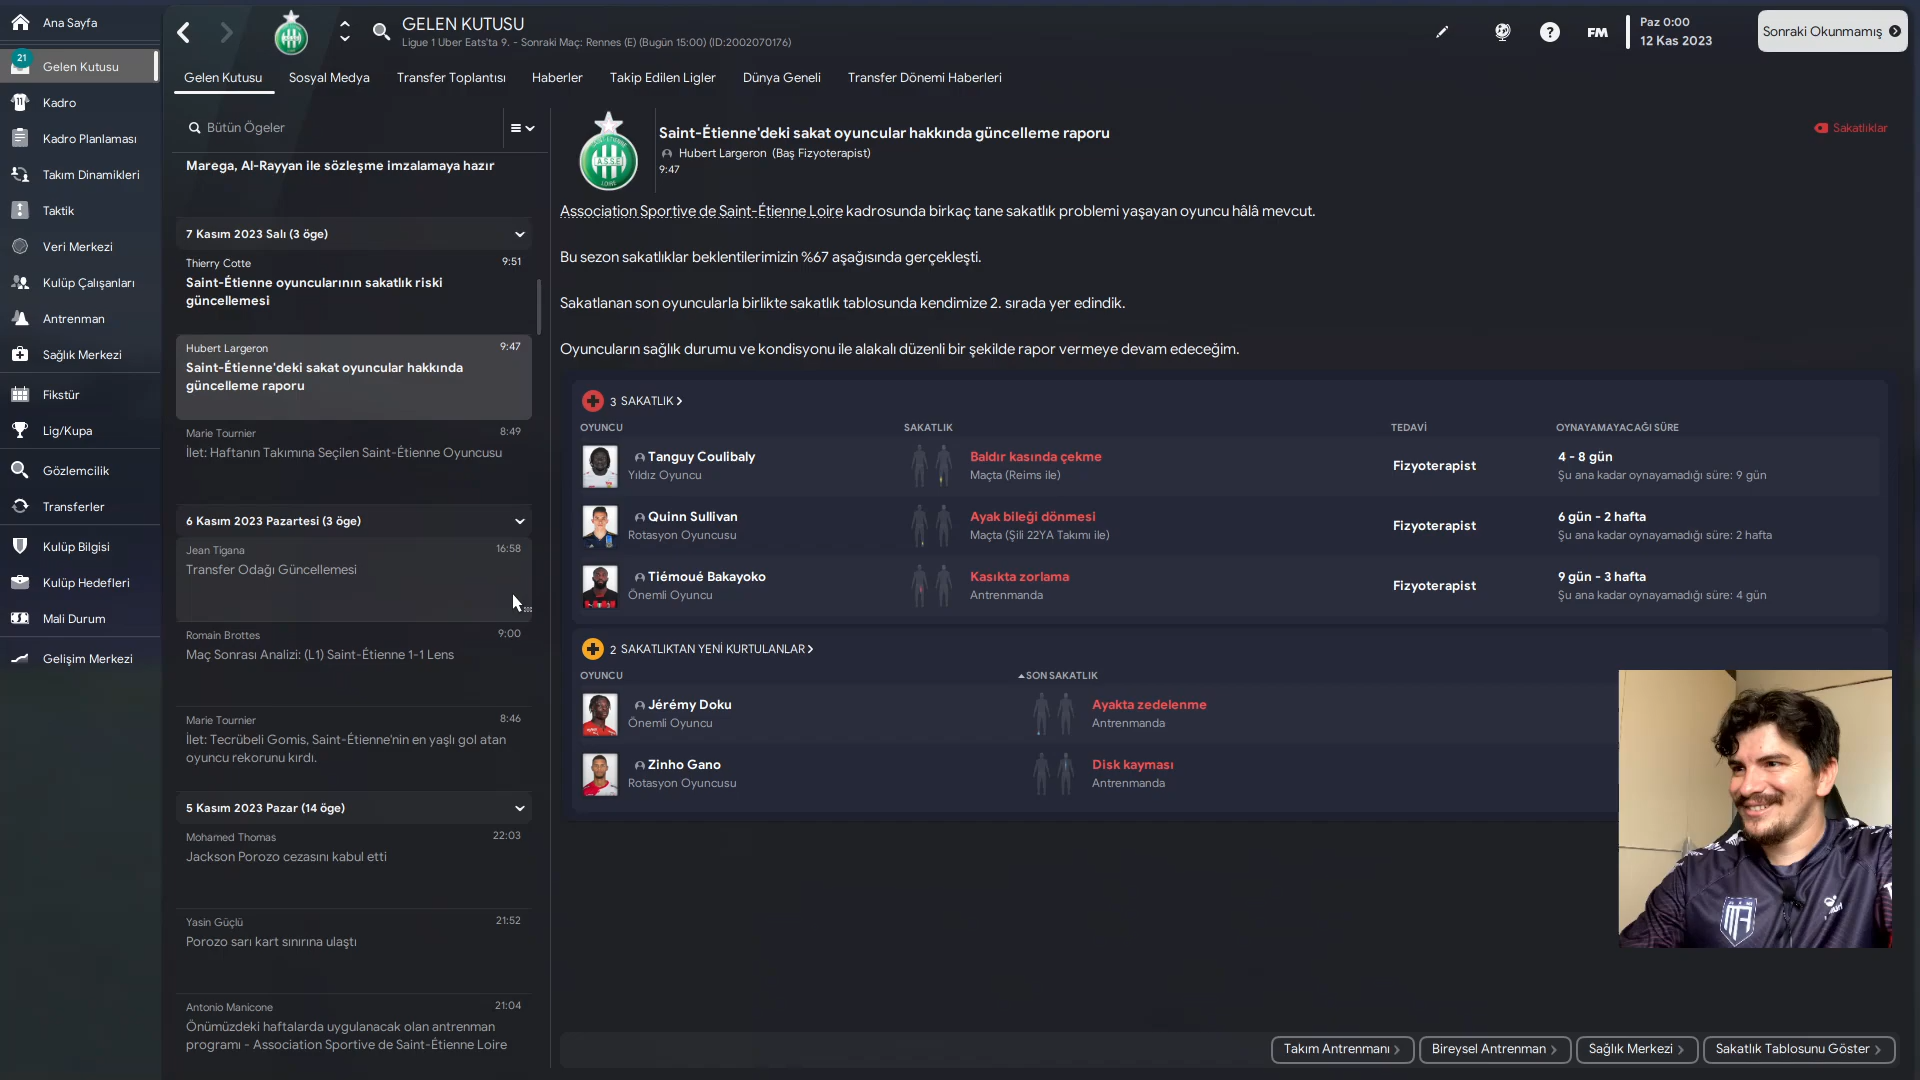 Ana Sayfa
21
Gelen Kutusu
Kadro
Kadro Planlaması
Takım Dinamikleri
Taktik
Veri Merkezi
Kulüp Çalışanları
Antrenman
Sağlık Merkezi
Fikstür
Lig/Kupa
Gözlemcilik
Transferler
Kulüp Bilgisi
Kulüp Hedefleri
Mali Durum
Gelişim Merkezi
GELEN KUTUSU
Ligue 1 Uber Eats'ta 9. - Sonraki Maç: Rennes (E) (Bugün 15:00) (ID:2002070176)
FM
Paz 0:00
12 Kas 2023
Sonraki Okunmamış
Gelen Kutusu
Sosyal Medya
Transfer Toplantısı
Haberler
Takip Edilen Ligler
Dünya Geneli
Transfer Dönemi Haberleri
Bütün Ögeler
Marega, Al-Rayyan ile sözleşme imzalamaya hazır
7 Kasım 2023 Salı (3 öge)
Thierry Cotte 9:51
Saint-Étienne oyuncularının sakatlık riski
güncellemesi
Hubert Largeron 9:47
Saint-Étienne'deki sakat oyuncular hakkında
güncelleme raporu
Marie Tournier 8:49
İlet: Haftanın Takımına Seçilen Saint-Étienne Oyuncusu
6 Kasım 2023 Pazartesi (3 öge)
Jean Tigana 16:58
Transfer Odağı Güncellemesi
Romain Brottes 9:00
Maç Sonrası Analizi: (L1) Saint-Étienne 1-1 Lens
Marie Tournier 8:46
İlet: Tecrübeli Gomis, Saint-Étienne'nin en yaşlı gol atan
oyuncu rekorunu kırdı.
5 Kasım 2023 Pazar (14 öge)
Mohamed Thomas 22:03
Jackson Porozo cezasını kabul etti
Yasin Güçlü 21:52
Porozo sarı kart sınırına ulaştı
Antonio Manicone 21:04
Önümüzdeki haftalarda uygulanacak olan antrenman
programı - Association Sportive de Saint-Étienne Loire
Saint-Étienne'deki sakat oyuncular hakkında güncelleme raporu
Hubert Largeron (Baş Fizyoterapist)
9:47
Sakatlıklar
Association Sportive de Saint-Étienne Loire kadrosunda birkaç tane sakatlık problemi yaşayan oyuncu hâlâ mevcut.
Bu sezon sakatlıklar beklentilerimizin %67 aşağısında gerçekleşti.
Sakatlanan son oyuncularla birlikte sakatlık tablosunda kendimize 2. sırada yer edindik.
Oyuncuların sağlık durumu ve kondisyonu ile alakalı düzenli bir şekilde rapor vermeye devam edeceğim.
3 SAKATLIK
OYUNCU SAKATLIK TEDAVİ OYNAYAMAYACAĞI SÜRE
Tanguy Coulibaly Baldır kasında çekme Fizyoterapist 4 - 8 gün
Yıldız Oyuncu Maçta (Reims ile) Şu ana kadar oynayamadığı süre: 9 gün
Quinn Sullivan Ayak bileği dönmesi Fizyoterapist 6 gün - 2 hafta
Rotasyon Oyuncusu Maçta (Şili 22YA Takımı ile) Şu ana kadar oynayamadığı süre: 2 hafta
Tiémoué Bakayoko Kasıkta zorlama Fizyoterapist 9 gün - 3 hafta
Önemli Oyuncu Antrenmanda Şu ana kadar oynayamadığı süre: 4 gün
2 SAKATLIKTAN YENİ KURTULANLAR
OYUNCU SON SAKATLIK
Jérémy Doku Ayakta zedelenme
Önemli Oyuncu Antrenmanda
Zinho Gano Disk kayması
Rotasyon Oyuncusu Antrenmanda
Takım Antrenmanı
Bireysel Antrenman
Sağlık Merkezi
Sakatlık Tablosunu Göster